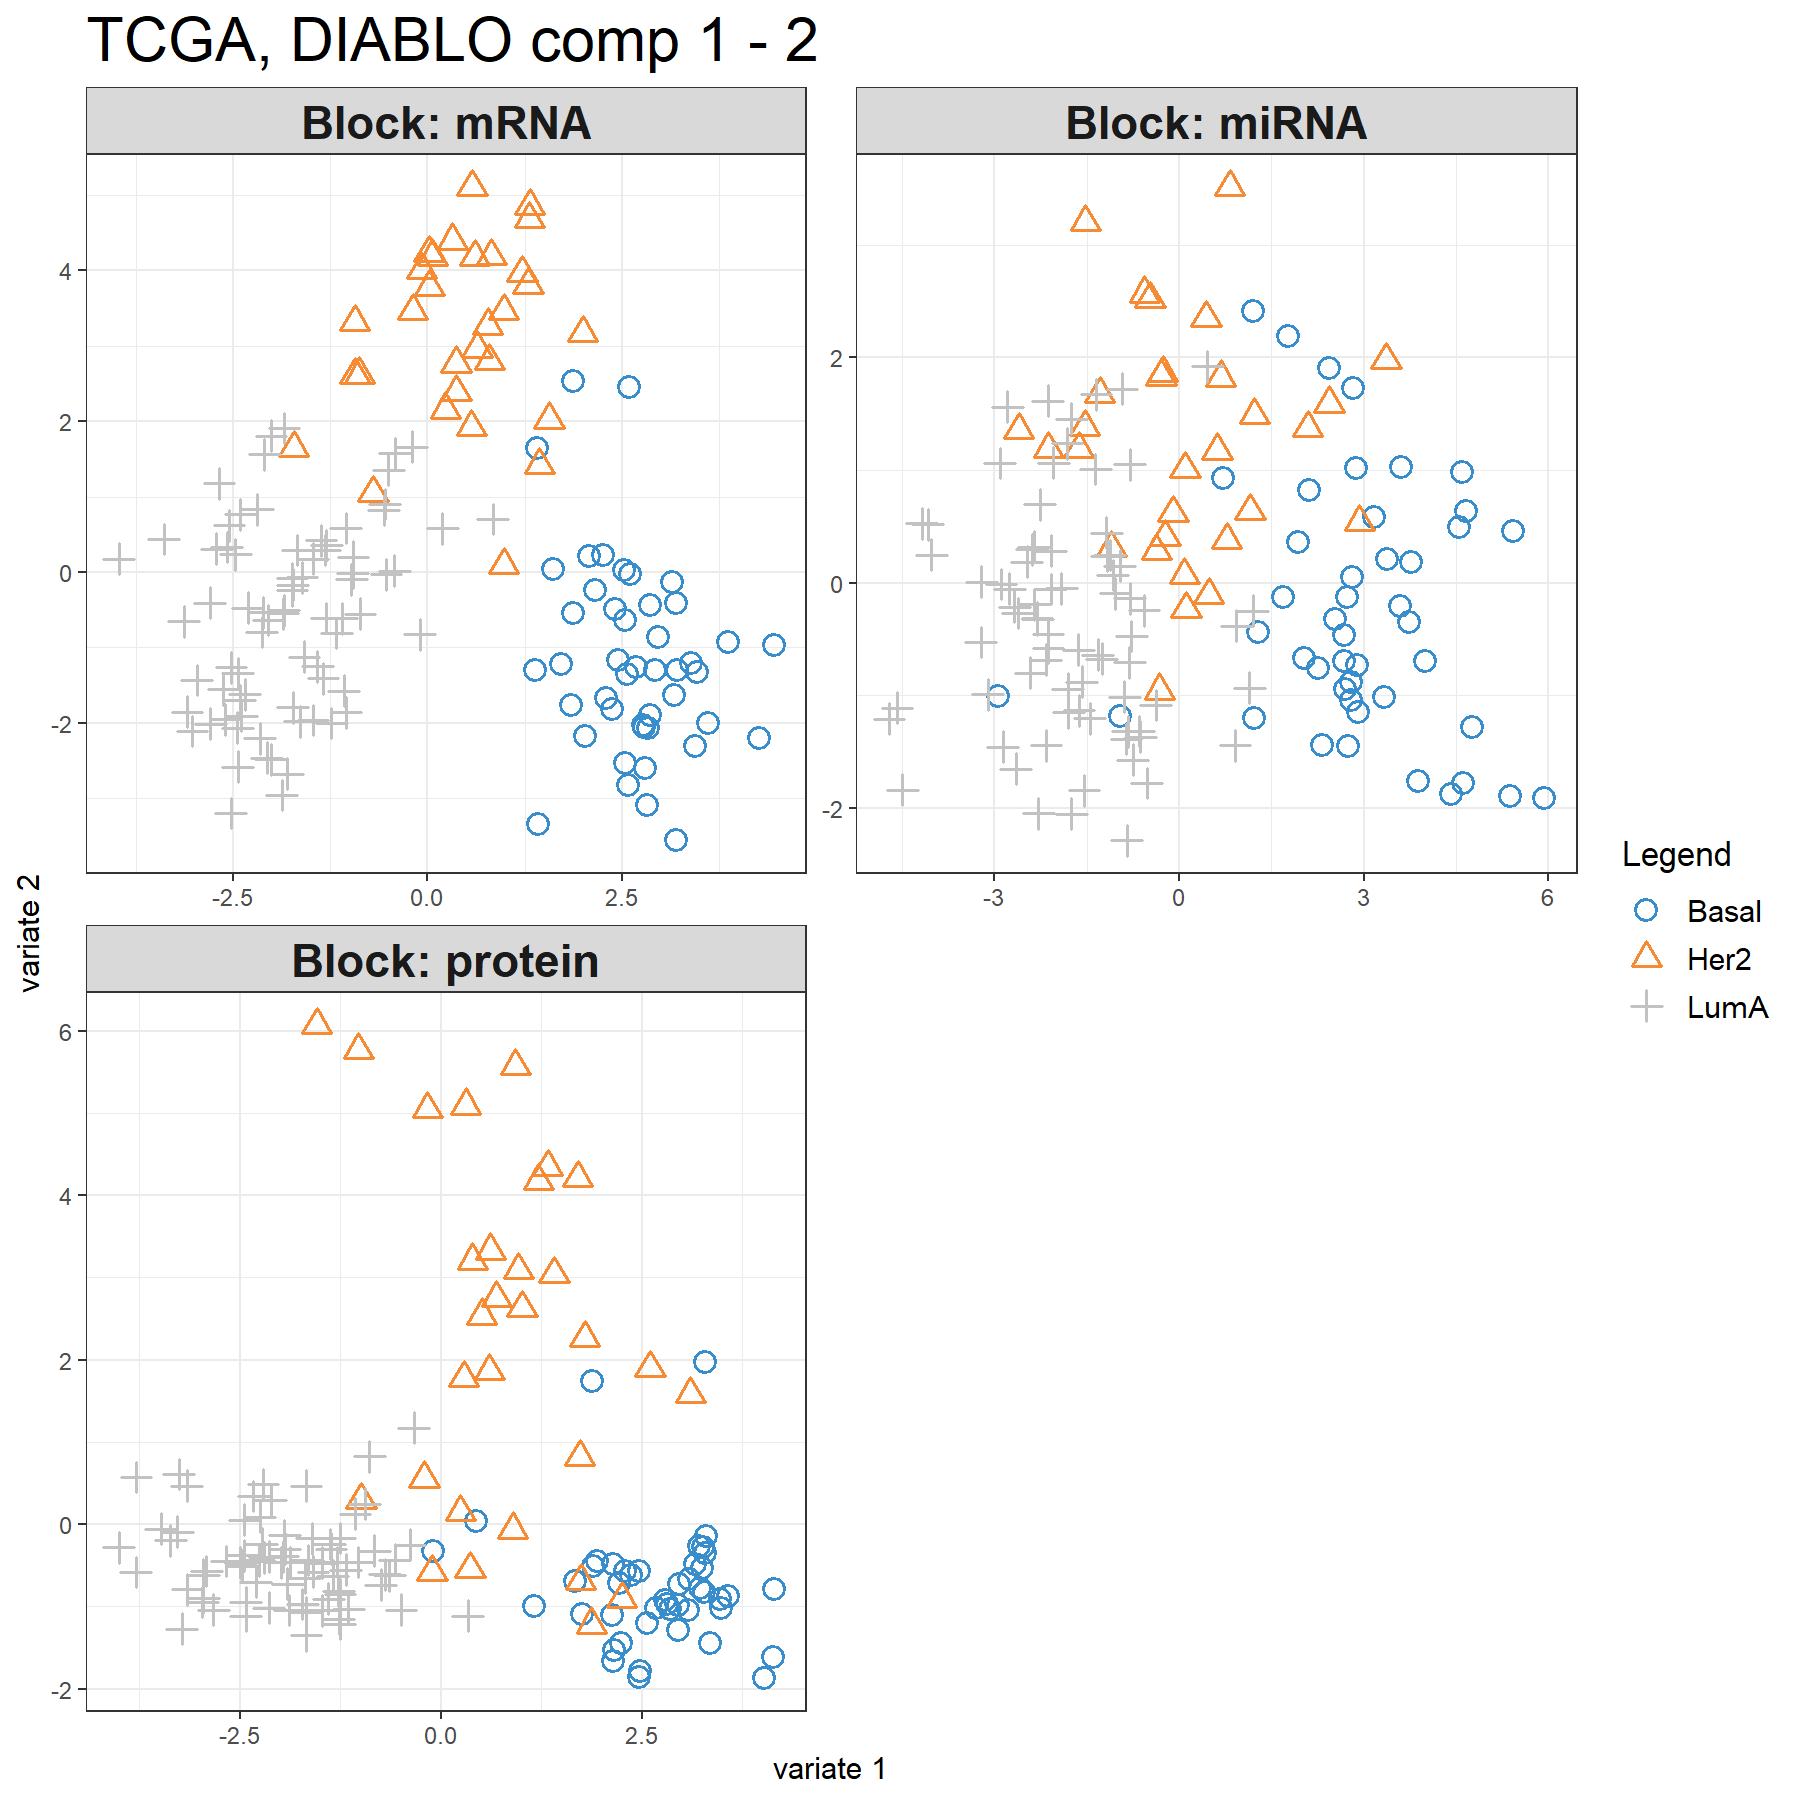 TCGA, DIABLO comp 1 - 2
Block: mRNA
Block: miRNA
4
2
0
-2
-2.5
0.0
2.5
2
0
-2
-3
0
3
6
Block: protein
6
4
2
0
-2
-2.5
0.0
2.5
variate 2
variate 1
Legend
Basal
Her2
LumA